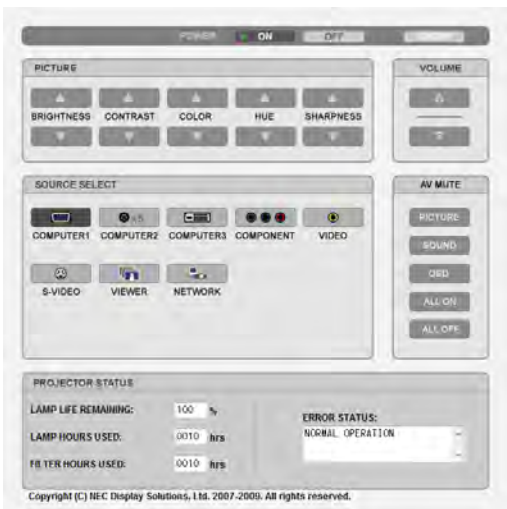 POWER ON OFF
PICTURE
BRIGHTNESS CONTRAST COLOR HUE SHARPNESS
VOLUME
SOURCE SELECT
×5
COMPUTER1 COMPUTER2 COMPUTER3 COMPONENT VIDEO
S-VIDEO VIEWER NETWORK
AV MUTE
PICTURE
SOUND
OSD
ALL ON
ALL OFF
PROJECTOR STATUS
LAMP LIFE REMAINING: 100 %
LAMP HOURS USED: 0010 hrs
FILTER HOURS USED: 0010 hrs
ERROR STATUS:
NORMAL OPERATION
Copyright (C) NEC Display Solutions, Ltd. 2007-2009. All rights reserved.